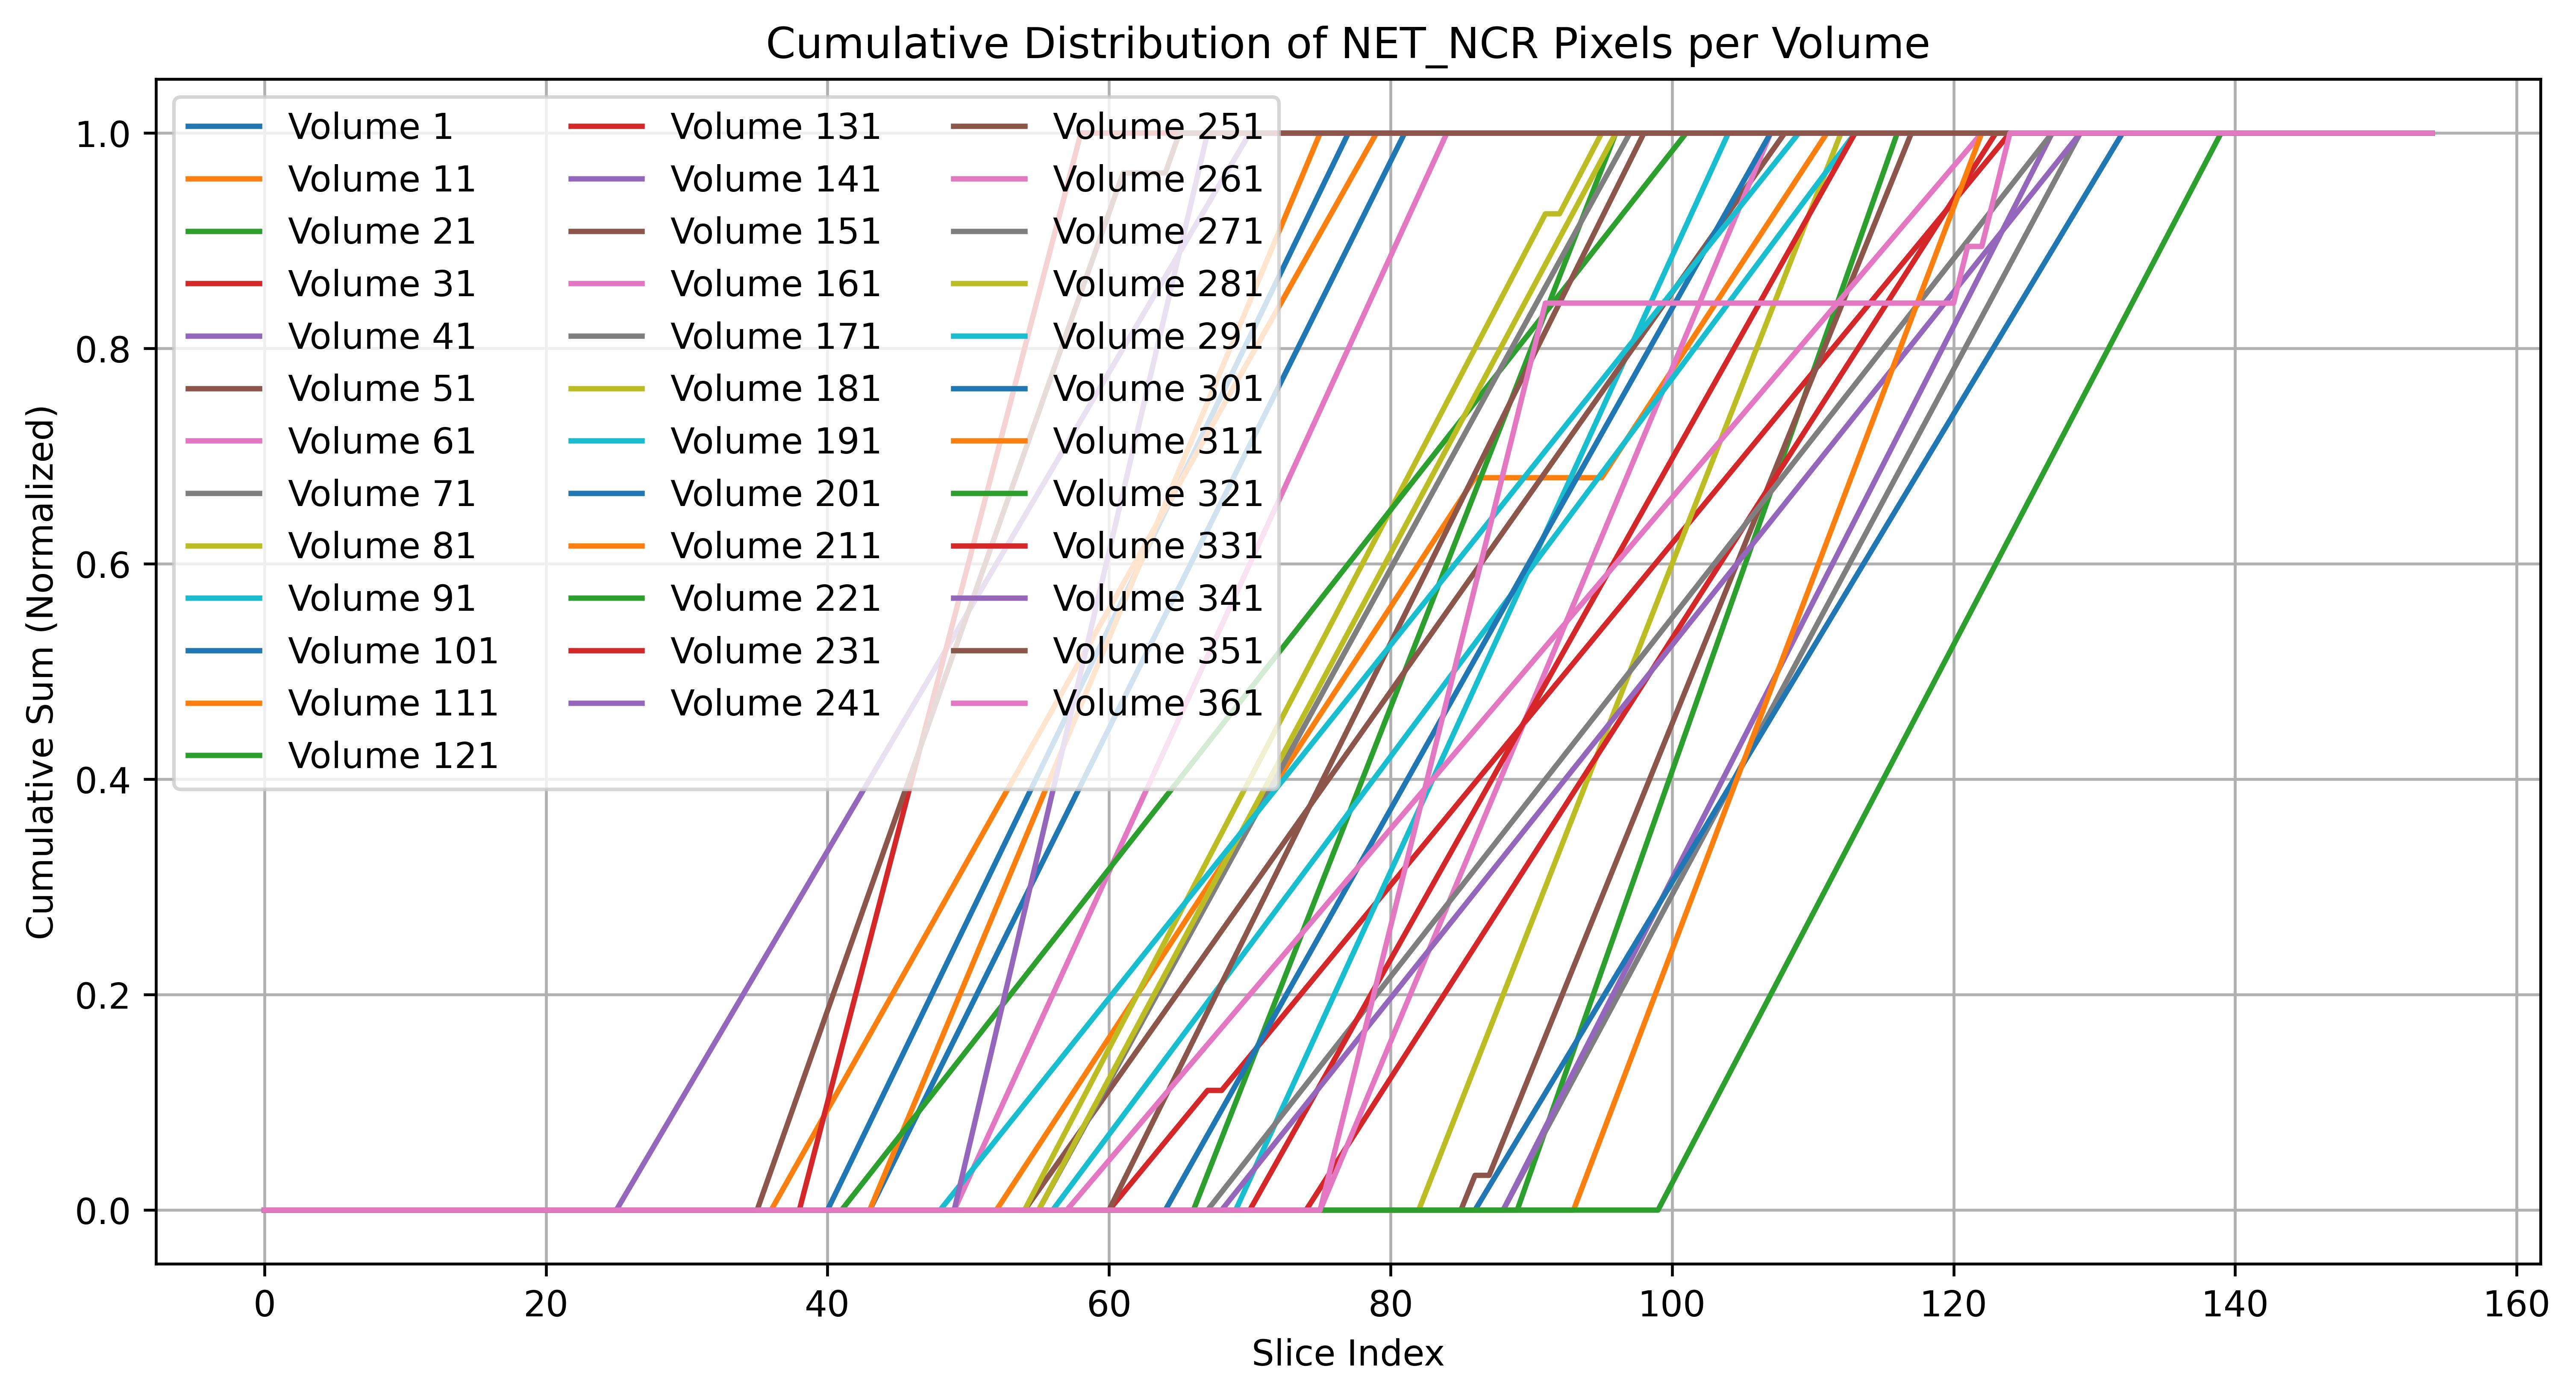 Cumulative Distribution of NET_NCR Pixels per Volume
Cumulative Sum (Normalized)
1.0
0.8
0.6
0.4
0.2
0.0
Volume 1
Volume 11
Volume 21
Volume 31
Volume 41
Volume 51
Volume 61
Volume 71
Volume 81
Volume 91
Volume 101
Volume 111
Volume 121
Volume 131
Volume 141
Volume 151
Volume 161
Volume 171
Volume 181
Volume 191
Volume 201
Volume 211
Volume 221
Volume 231
Volume 241
Volume 251
Volume 261
Volume 271
Volume 281
Volume 291
Volume 301
Volume 311
Volume 321
Volume 331
Volume 341
Volume 351
Volume 361
0 20 40 60 80 100 120 140 160
Slice Index